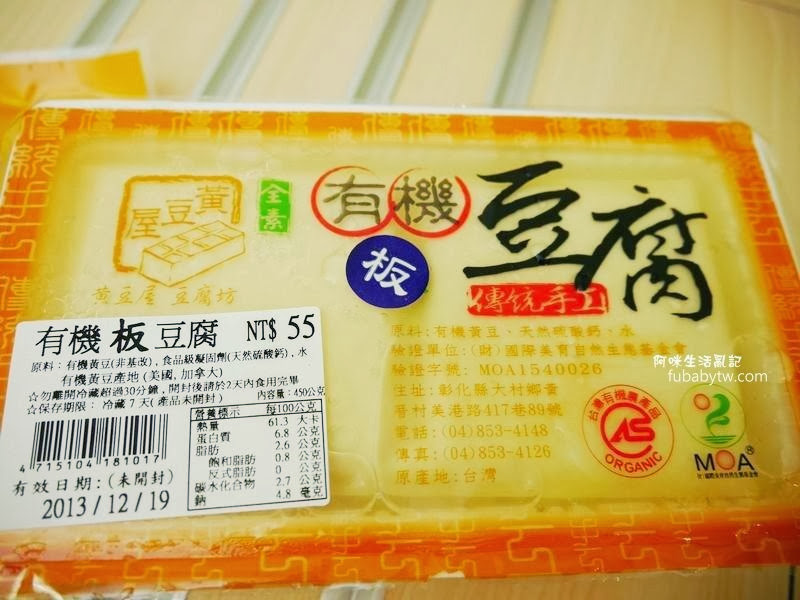 傳統手工
黃豆屋
全素
有機
板
豆腐
傳統手工
黃豆屋 豆腐坊
有機 板 豆腐 NT$ 55
原料：有機黃豆(非基改)，食品級凝固劑(天然硫酸鈣)，水
有機黃豆產地(美國，加拿大)
☆勿離開冷藏超過30分鐘，開封後請於2天內食用完畢
☆保存期限：冷藏7天(產品未開封) 內容量：450公克
營養標示 每100公克
熱量 61.3 大卡
蛋白質 6.8 公克
脂肪 2.6 公克
飽和脂肪 0.8 公克
反式脂肪 0 公克
碳水化合物 2.7 公克
鈉 4.8 毫克
4 715104 181017
有效日期：(未開封)
2013/12/19
原料：有機黃豆、天然硫酸鈣、水
驗證單位：(財)國際美育自然生態基金會
驗證字號：MOA1540026
住址：彰化縣大村鄉黃
厝村美港路417巷89號
電話：(04)853-4148
傳真：(04)853-4126
原產地：台灣
台灣有機農產品
CAS
ORGANIC
MOA®
阿咪生活亂記
fubabytw.com